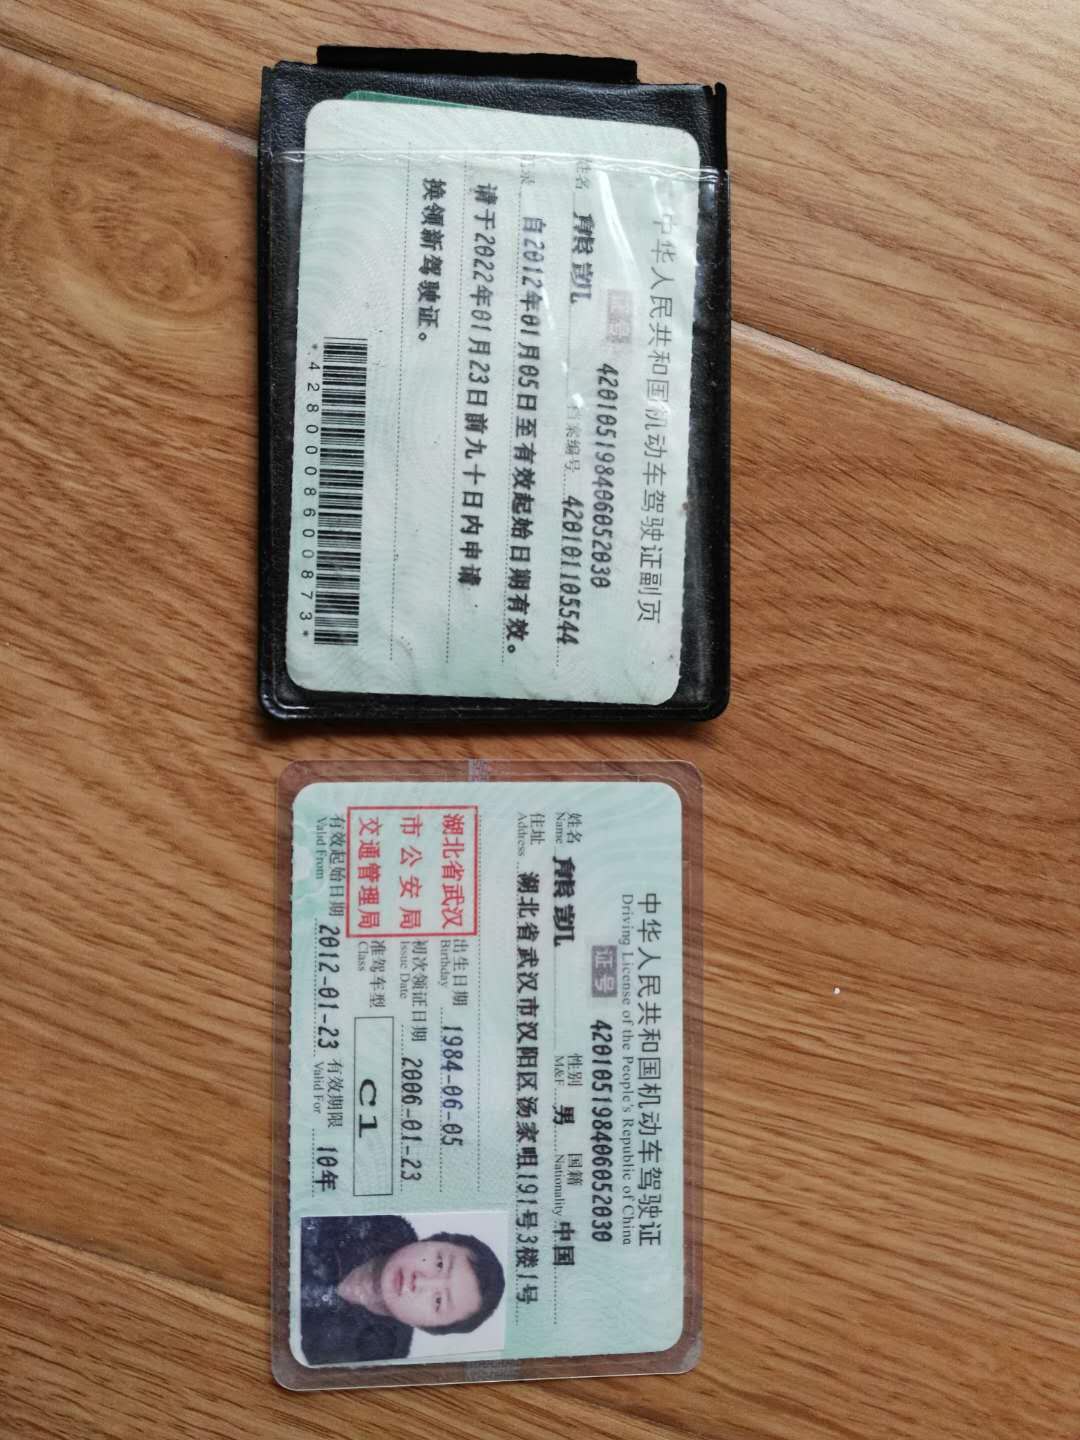 中华人民共和国机动车驾驶证副页
证号 420105198406052030
姓名 凯 档案编号 420101105544
记录 自2012年01月05日至有效起始日期有效。
请于2022年01月23日前九十日内申请
换领新驾驶证。
*4280008600873*
中华人民共和国机动车驾驶证
Driving License of the People's Republic of China
证号 420105198406052030
姓名 凯 性别 男 国籍 中国
Name M&F Nationality
住址 湖北省武汉市汉阳区汤家咀191号3楼1号
Address
湖北省武汉
市公安局
交通管理局
出生日期 1984-06-05
Birthday
初次领证日期 2006-01-23
Issue Date
准驾车型 C1
Class
有效起始日期 2012-01-23 有效期限 10年
Valid From Valid For